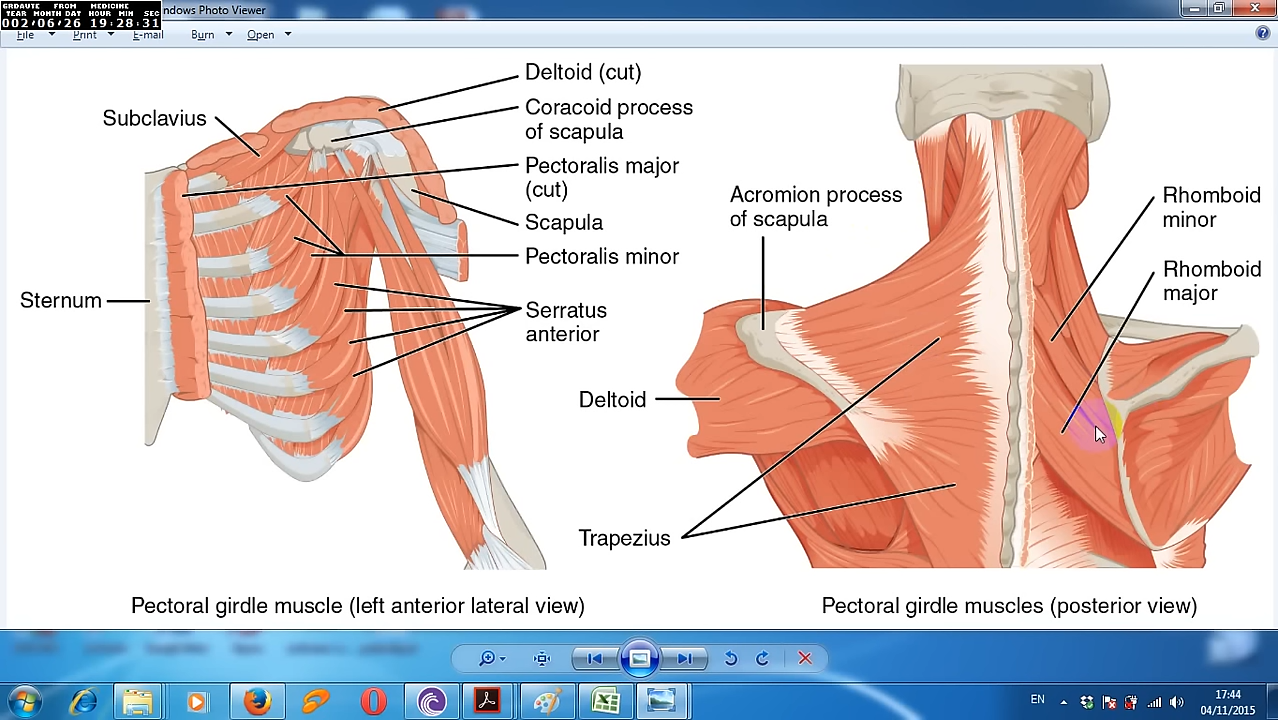 GRDAUTE FROM MEDICINE
YEAR MONTH DAT HOUR MIN SEC
002/06/26 19:28:31
ndows Photo Viewer
File Print E-mail Burn Open
Deltoid (cut)
Coracoid process
of scapula
Subclavius
Pectoralis major
(cut)
Scapula
Pectoralis minor
Sternum
Serratus
anterior
Acromion process
of scapula
Rhomboid
minor
Rhomboid
major
Deltoid
Trapezius
Pectoral girdle muscle (left anterior lateral view)
Pectoral girdle muscles (posterior view)
EN
17:44
04/11/2015